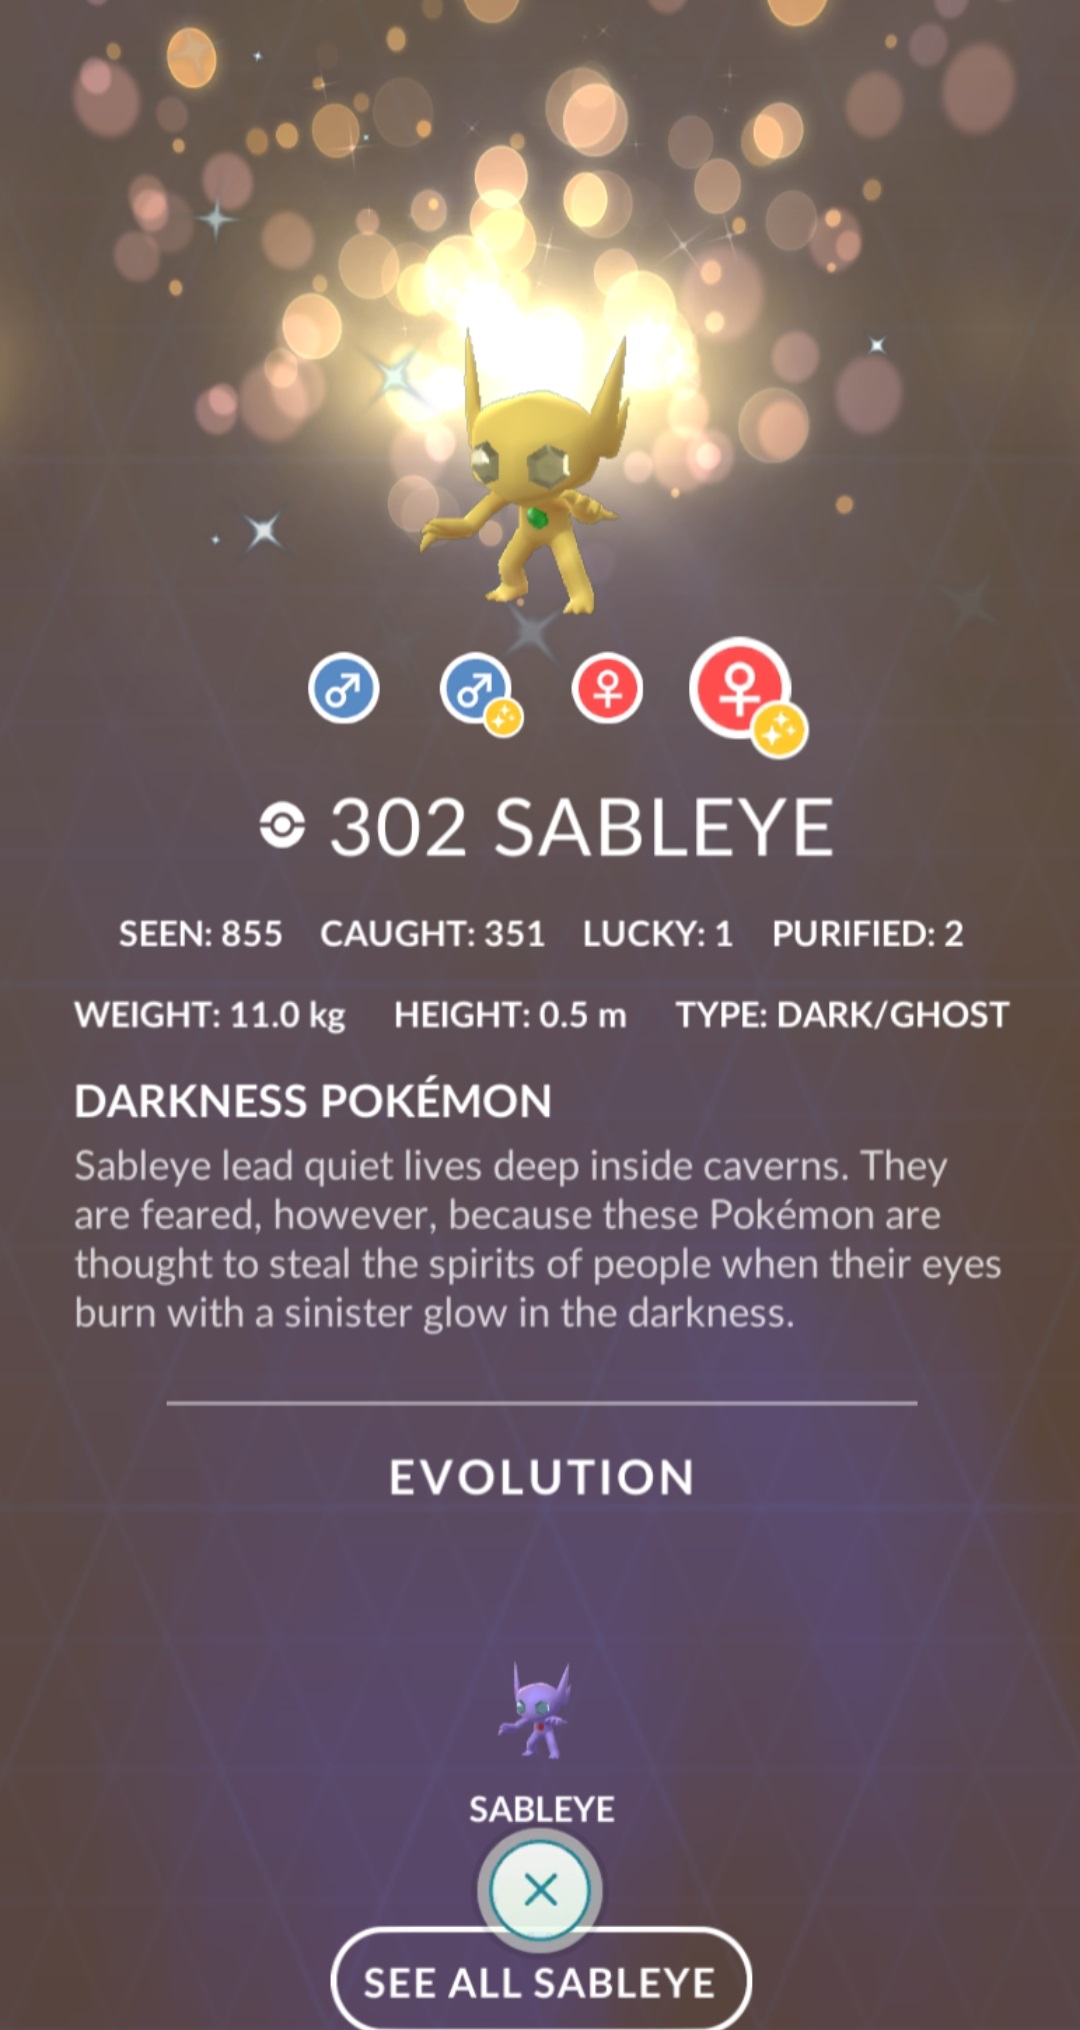 302 SABLEYE
SEEN: 855 CAUGHT: 351 LUCKY: 1 PURIFIED: 2
WEIGHT: 11.0 kg HEIGHT: 0.5 m TYPE: DARK/GHOST
DARKNESS POKÉMON
Sableye lead quiet lives deep inside caverns. They
are feared, however, because these Pokémon are
thought to steal the spirits of people when their eyes
burn with a sinister glow in the darkness.
EVOLUTION
SABLEYE
SEE ALL SABLEYE